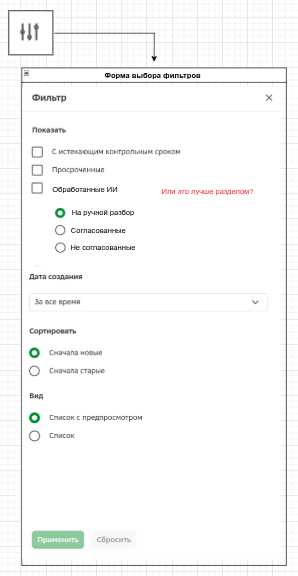 Форма выбора фильтров
Фильтр
Показать
С истекающим контрольным сроком
Просроченные
Обработанные ИИ
Или это лучше разделом?
На ручной разбор
Согласованные
Не согласованные
Дата создания
За все время
Сортировать
Сначала новые
Сначала старые
Вид
Список с предпросмотром
Список
Применить
Сбросить